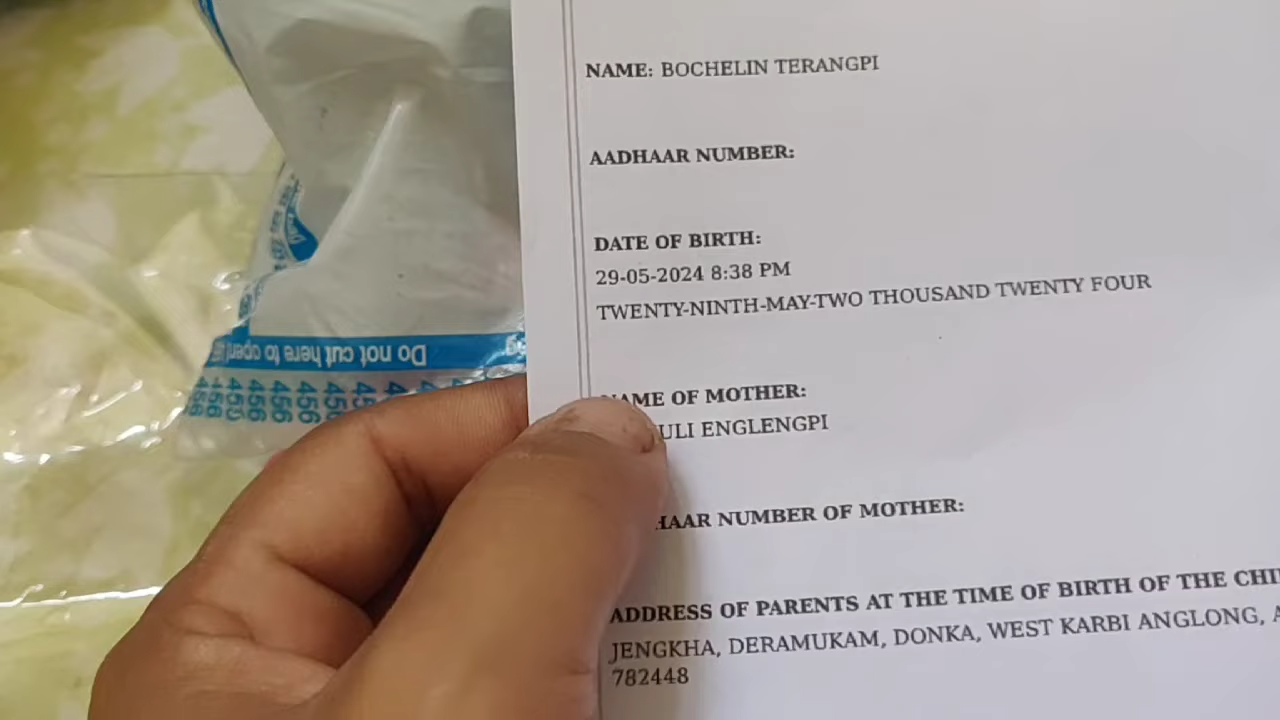 NAME: BOCHELIN TERANGPI
AADHAAR NUMBER:
DATE OF BIRTH:
29-05-2024 8:38 PM
TWENTY-NINTH-MAY-TWO THOUSAND TWENTY FOUR
NAME OF MOTHER:
ULI ENGLENGPI
HAAR NUMBER OF MOTHER:
ADDRESS OF PARENTS AT THE TIME OF BIRTH OF THE CHI
JENGKHA, DERAMUKAM, DONKA, WEST KARBI ANGLONG, A
782448
Do not cut here to open
456 456 456 456 456 456